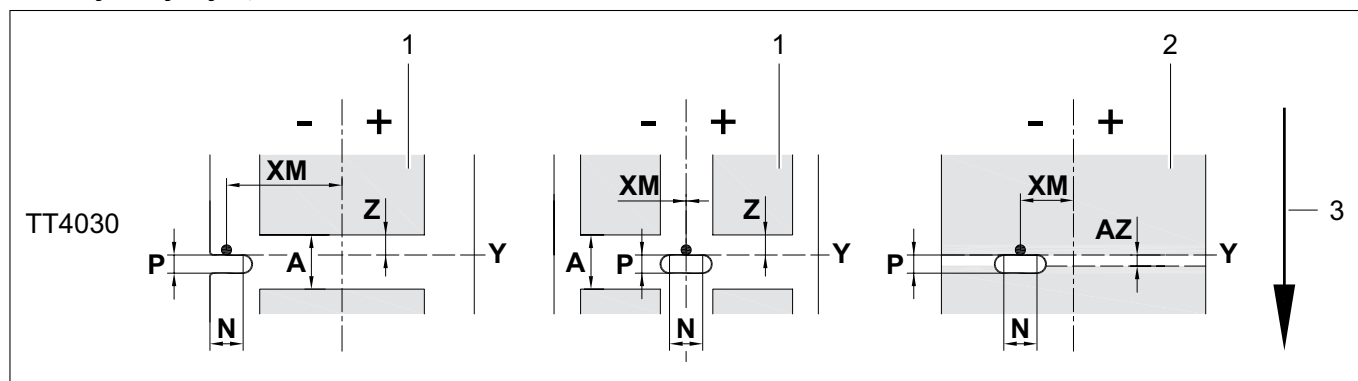 1 1 2
- + - + - +
XM XM XM
Z Z AZ
TT4030 3
P A Y A P Y P Y
N N N